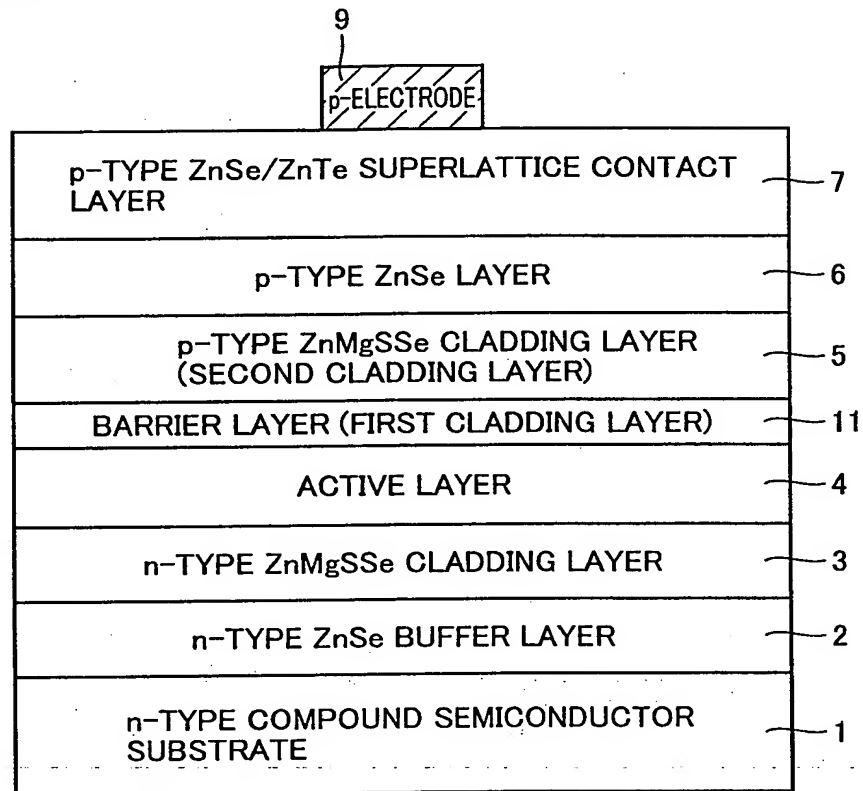 9
p-ELECTRODE
p-TYPE ZnSe/ZnTe SUPERLATTICE CONTACT
LAYER
7
p-TYPE ZnSe LAYER
6
p-TYPE ZnMgSSe CLADDING LAYER
(SECOND CLADDING LAYER)
5
BARRIER LAYER (FIRST CLADDING LAYER)
11
ACTIVE LAYER
4
n-TYPE ZnMgSSe CLADDING LAYER
3
n-TYPE ZnSe BUFFER LAYER
2
n-TYPE COMPOUND SEMICONDUCTOR
SUBSTRATE
1